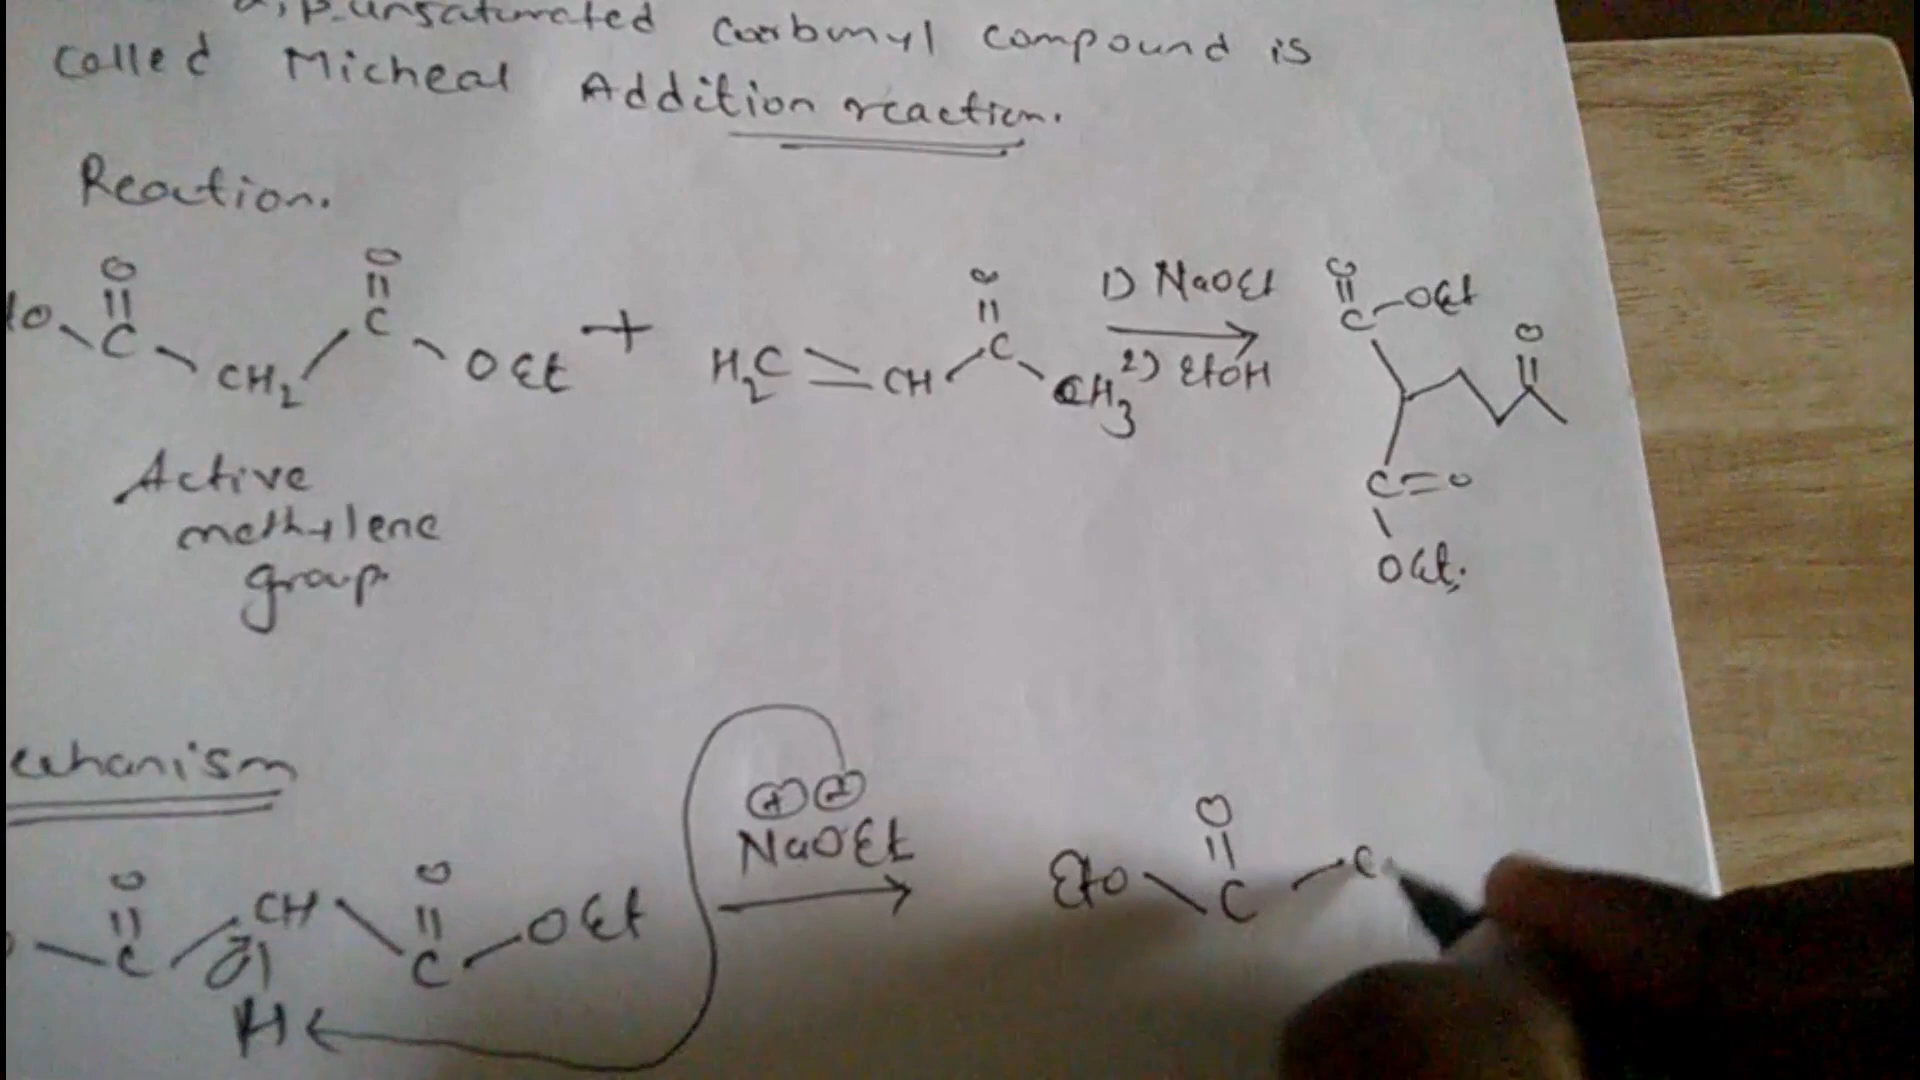 α, β-unsaturated carbonyl compound is
called Micheal Addition reaction.
Reaction.
O O O 1) NaOEt O
to C CH2 C OEt + H2C CH C CH3 2) EtOH C OEt O
C=O
OEt;
Active
methylene
group.
echanism
⊕ ⊖
NaOEt
O O O
C CH C OEt EtO C C
H